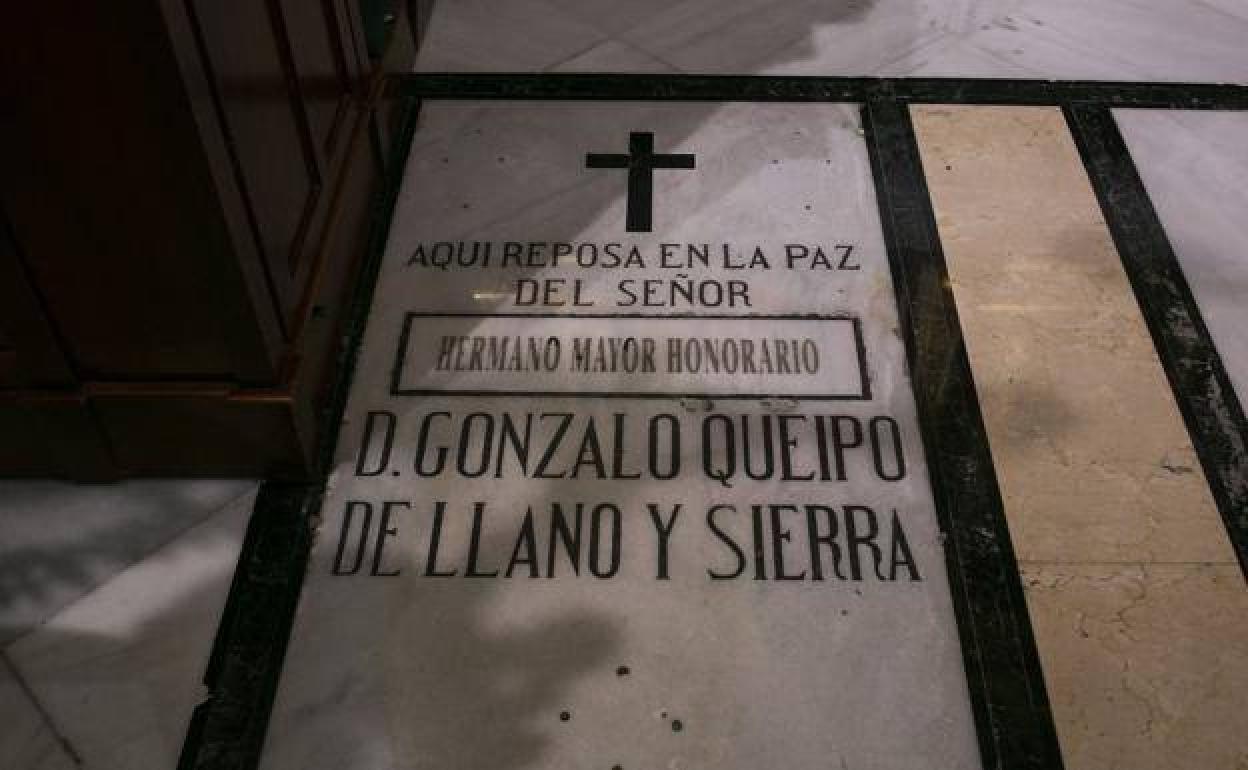 AQUI REPOSA EN LA PAZ
DEL SEÑOR
HERMANO MAYOR HONORARIO
D. GONZALO QUEIPO
DE LLANO Y SIERRA